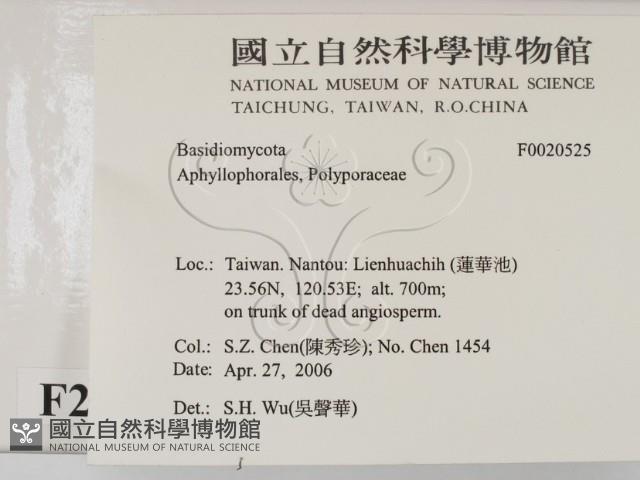 國立自然科學博物館
NATIONAL MUSEUM OF NATURAL SCIENCE
TAICHUNG, TAIWAN, R.O.CHINA
Basidiomycota F0020525
Aphyllophorales, Polyporaceae
Loc.: Taiwan. Nantou: Lienhuachih (蓮華池)
23.56N, 120.53E; alt. 700m;
on trunk of dead angiosperm.
Col.: S.Z. Chen(陳秀珍); No. Chen 1454
Date: Apr. 27, 2006
Det.: S.H. Wu(吳聲華)
F2
國立自然科學博物館
NATIONAL MUSEUM OF NATURAL SCIENCE